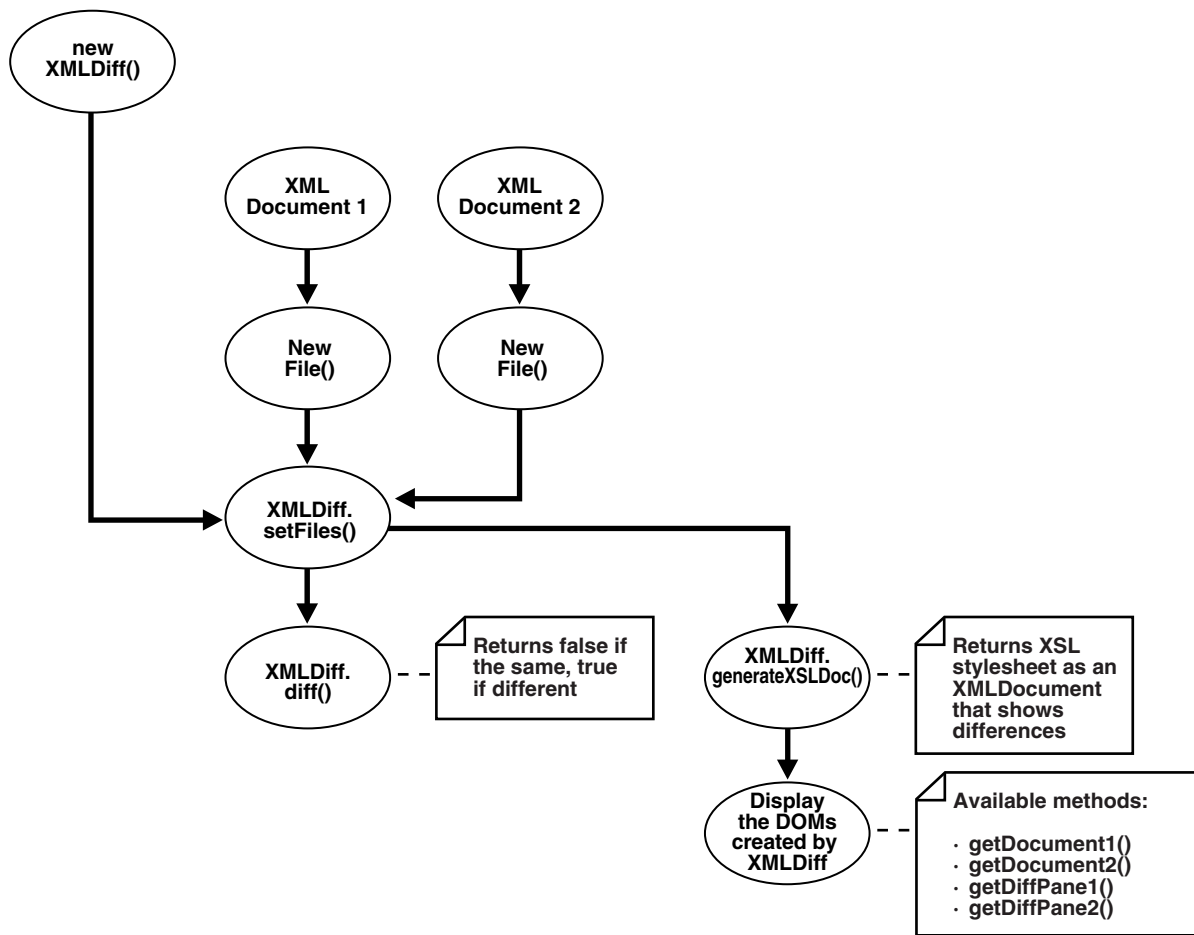 new
XMLDiff()
XML
Document 1
XML
Document 2
New
File()
New
File()
XMLDiff.
setFiles()
XMLDiff.
diff()
Returns false if
the same, true
if different
XMLDiff.
generateXSLDoc()
Returns XSL
stylesheet as an
XMLDocument
that shows
differences
Display
the DOMs
created by
XMLDiff
Available methods:
· getDocument1()
· getDocument2()
· getDiffPane1()
· getDiffPane2()